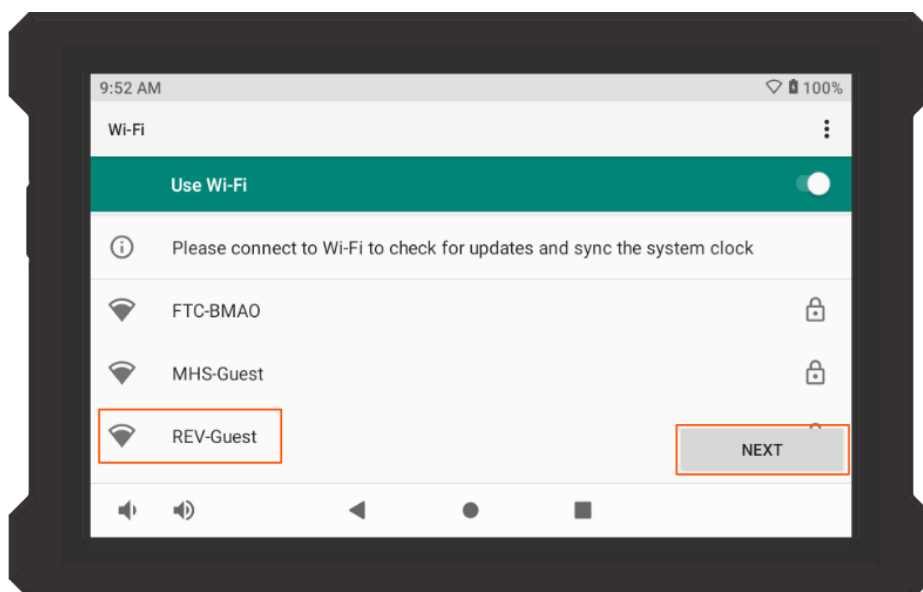 9:52 AM 100%
Wi-Fi
Use Wi-Fi
Please connect to Wi-Fi to check for updates and sync the system clock
FTC-BMAO
MHS-Guest
REV-Guest
NEXT